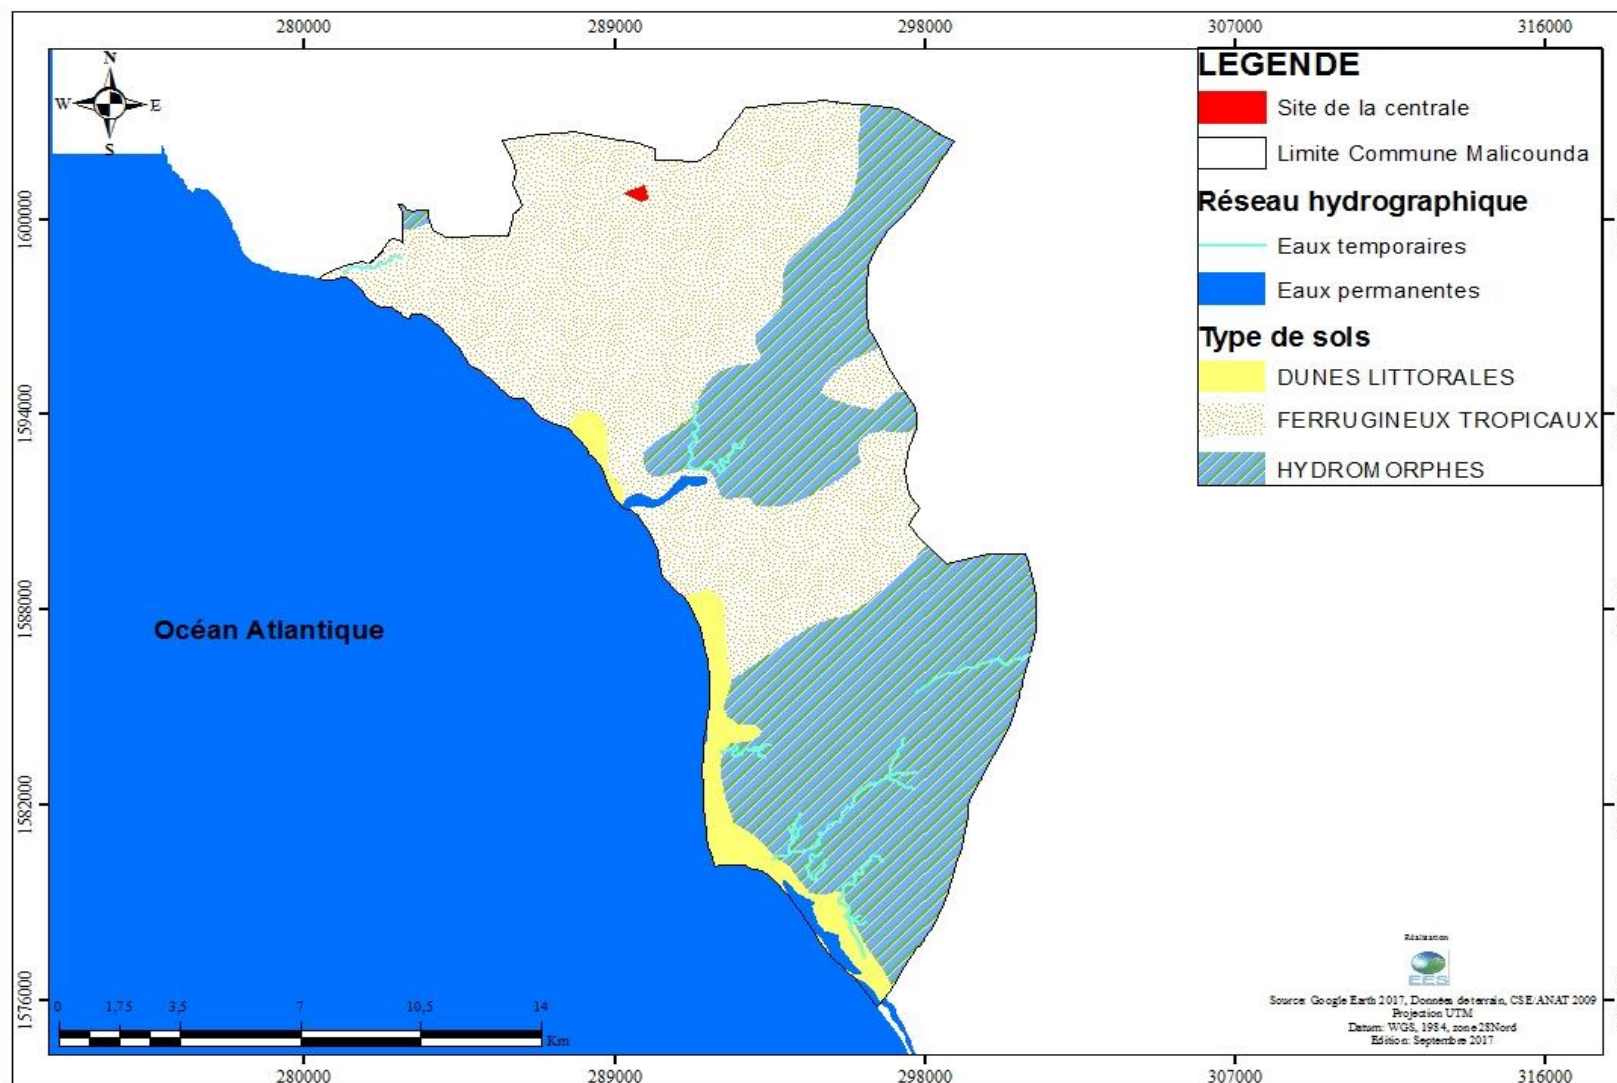 280000 289000 298000 307000 316000
N
W E
S
LEGENDE
Site de la centrale
Limite Commune Malicounda
Réseau hydrographique
Eaux temporaires
Eaux permanentes
Type de sols
DUNES LITTORALES
FERRUGINEUX TROPICAUX
HYDROMORPHES
1600000
1594000
1588000
1582000
1576000
Océan Atlantique
0 1,75 3,5 7 10,5 14
Km
Réalisation
EES
Source: Google Earth 2017, Données de terrain, CSE/ANAT 2009
Projection UTM
Datum: WGS, 1984, zone 28Nord
Edition: Septembre 2017
280000 289000 298000 307000 316000